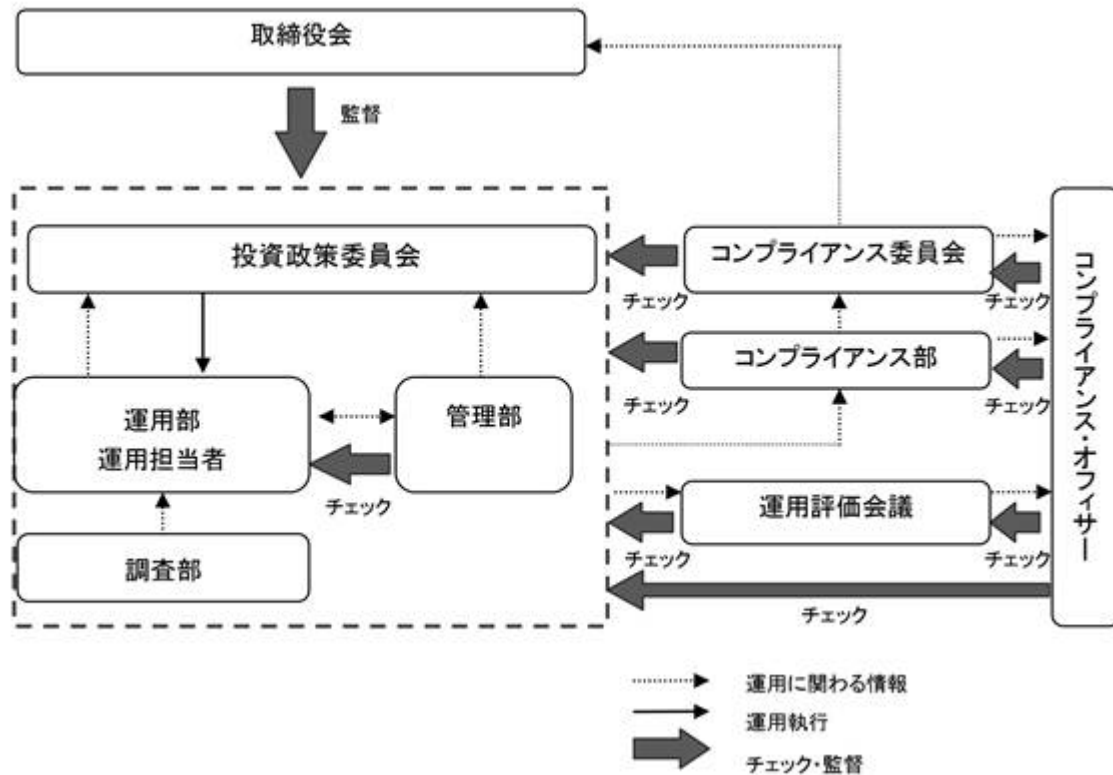 取締役会
監督
投資政策委員会
コンプライアンス委員会
チェック
チェック
コンプライアンス部
チェック
チェック
運用部
運用担当者
管理部
チェック
調査部
運用評価会議
チェック
チェック
チェック
コンプライアンス・オフィサー
運用に関わる情報
運用執行
チェック・監督